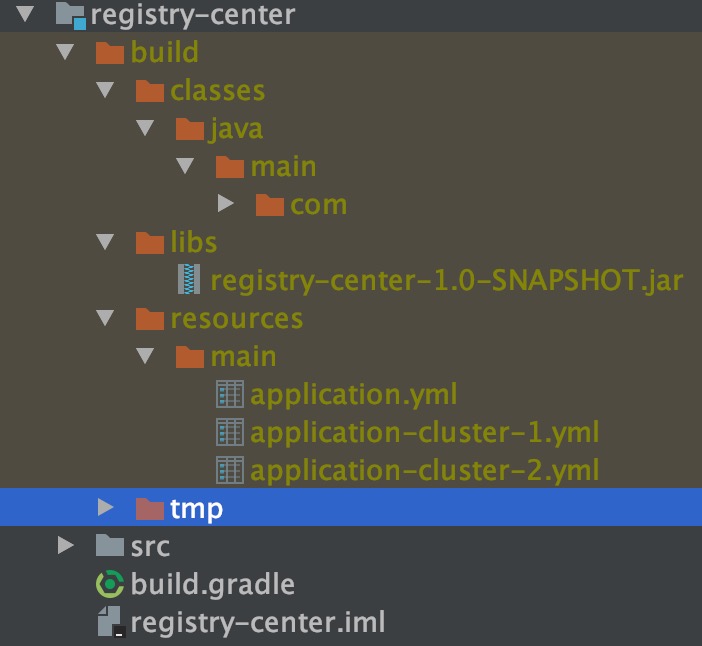 registry-center
build
classes
java
main
com
libs
registry-center-1.0-SNAPSHOT.jar
resources
main
application.yml
application-cluster-1.yml
application-cluster-2.yml
tmp
src
build.gradle
registry-center.iml